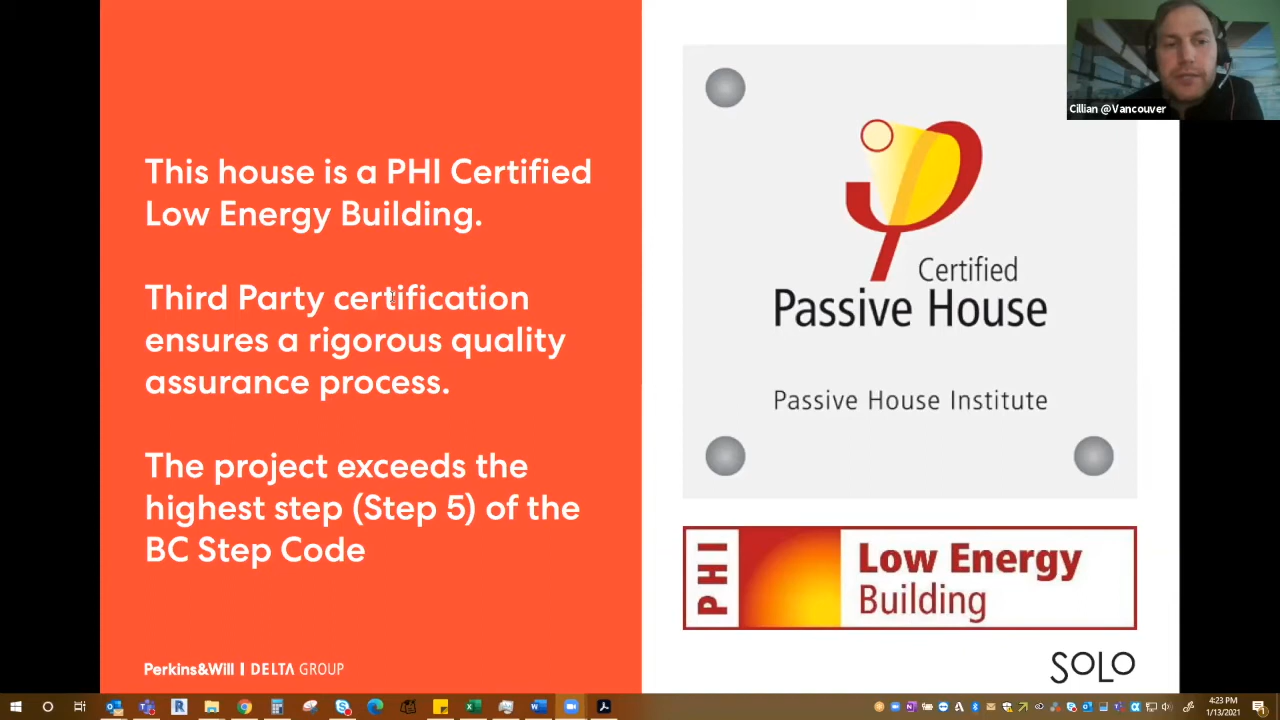 Cillian @Vancouver
This house is a PHI Certified
Low Energy Building.
Third Party certification
ensures a rigorous quality
assurance process.
The project exceeds the
highest step (Step 5) of the
BC Step Code
Perkins&Will | DELTA GROUP
Certified
Passive House
Passive House Institute
PHI
Low Energy
Building
SOLO
4:23 PM
1/13/2021